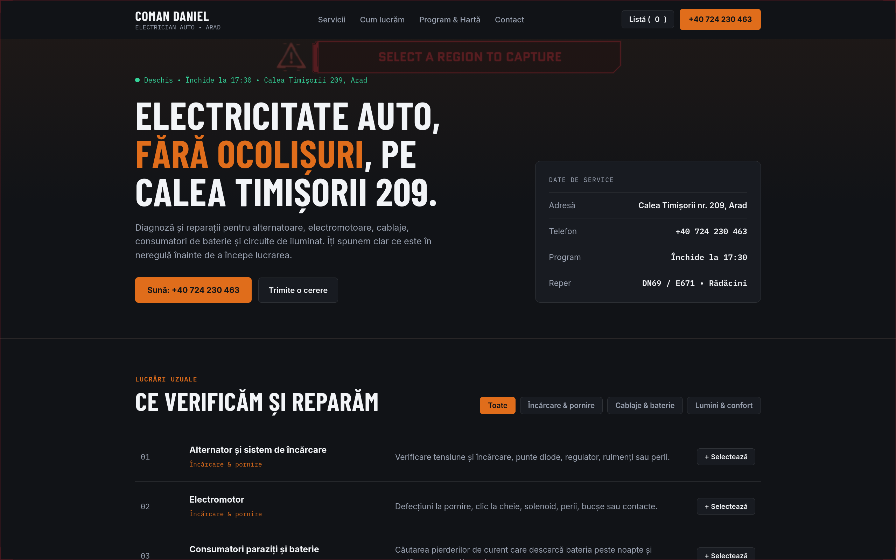 COMAN DANIEL
ELECTRICIAN AUTO • ARAD
Servicii
Cum lucrăm
Program & Hartă
Contact
Listă ( 0 )
+40 724 230 463
SELECT A REGION TO CAPTURE
Deschis • Închide la 17:30 • Calea Timișorii 209, Arad
ELECTRICITATE AUTO,
FĂRĂ OCOLIȘURI, PE
CALEA TIMIȘORII 209.
Diagnoză și reparații pentru alternatoare, electromotoare, cablaje,
consumatori de baterie și circuite de iluminat. Îți spunem clar ce este în
neregulă înainte de a începe lucrarea.
Sună: +40 724 230 463
Trimite o cerere
DATE DE SERVICE
Adresă
Calea Timișorii nr. 209, Arad
Telefon
+40 724 230 463
Program
Închide la 17:30
Reper
DN69 / E671 • Rădăcini
LUCRĂRI UZUALE
CE VERIFICĂM ȘI REPARĂM
Toate
Încărcare & pornire
Cablaje & baterie
Lumini & confort
01
Alternator și sistem de încărcare
Încărcare & pornire
Verificare tensiune și încărcare, punte diode, regulator, rulmenți sau perii.
+ Selectează
02
Electromotor
Încărcare & pornire
Defecțiuni la pornire, clic la cheie, solenoid, perii, bucșe sau contacte.
+ Selectează
03
Consumatori paraziți și baterie
Căutarea pierderilor de curent care descarcă bateria peste noapte și
+ Selectează